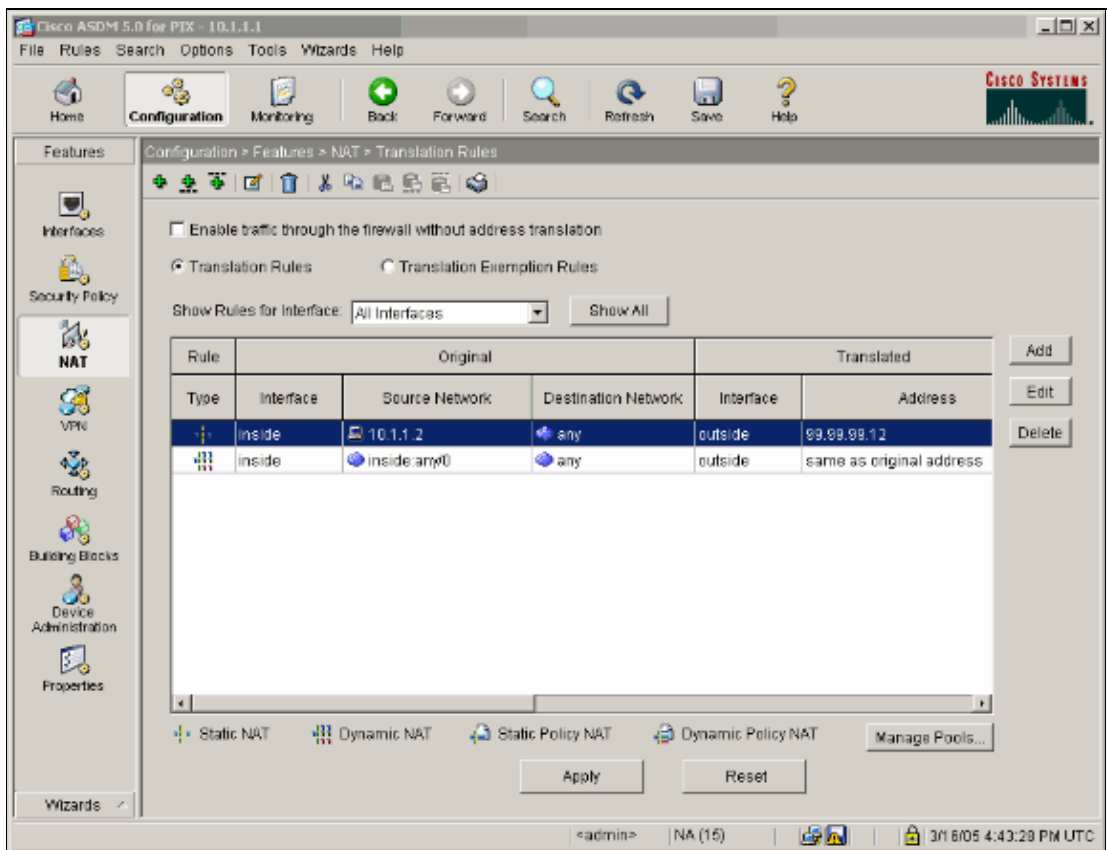 Cisco ASDM 5.0 for PIX - 10.1.1.1
File Rules Search Options Tools Wizards Help
Home Configuration Monitoring Back Forward Search Refresh Save Help
CISCO SYSTEMS
Features
Configuration > Features > NAT > Translation Rules
Interfaces
Security Policy
NAT
VPN
Routing
Building Blocks
Device
Administration
Properties
Wizards
Enable traffic through the firewall without address translation
Translation Rules Translation Exemption Rules
Show Rules for Interface: All Interfaces Show All
Rule Original Translated
Type Interface Source Network Destination Network Interface Address
inside 10.1.1.2 any outside 99.99.99.12
inside inside:any/0 any outside same as original address
Add
Edit
Delete
Static NAT Dynamic NAT Static Policy NAT Dynamic Policy NAT Manage Pools...
Apply Reset
<admin> NA (15) 3/16/05 4:43:28 PM UTC